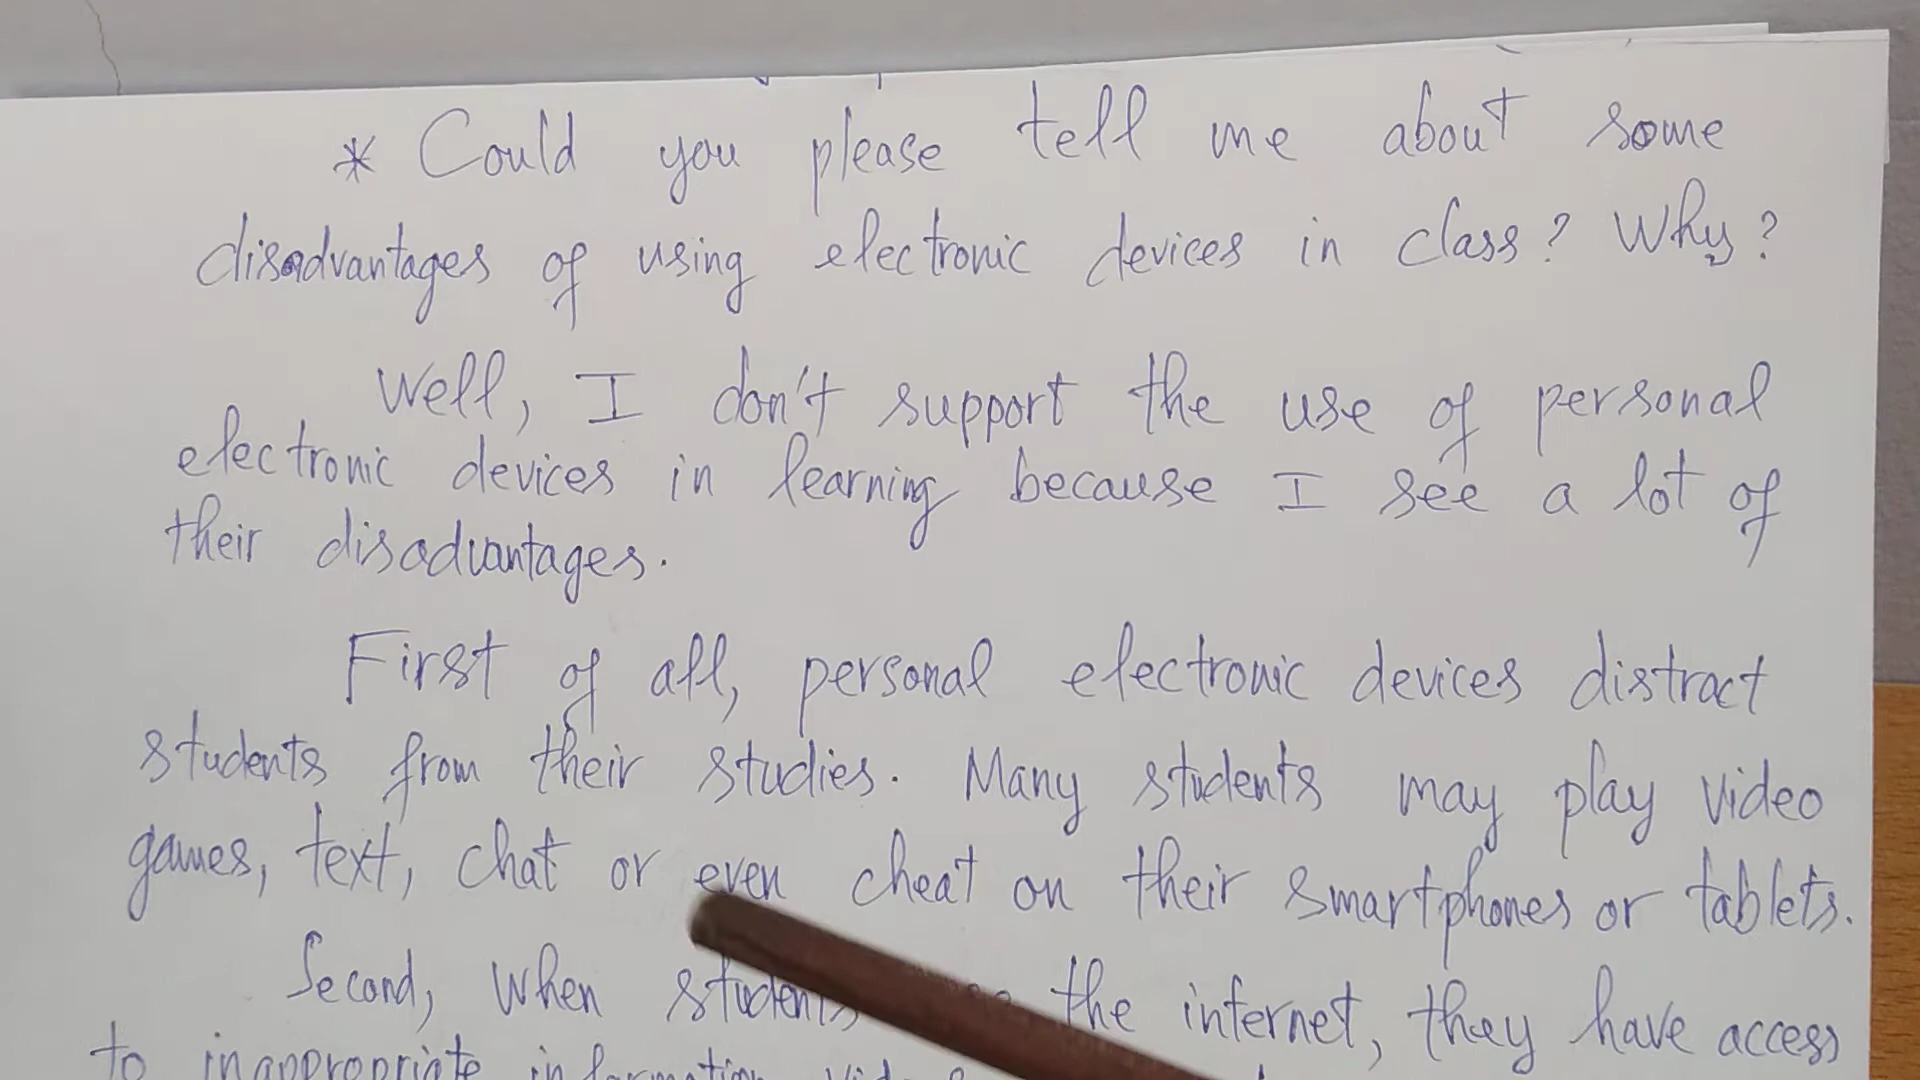 * Could you please tell me about some
disadvantages of using electronic devices in class? Why?
Well, I don't support the use of personal
electronic devices in learning because I see a lot of
their disadvantages.
First of all, personal electronic devices distract
students from their studies. Many students may play video
games, text, chat or even cheat on their smartphones or tablets.
Second, when students the internet, they have access
to inappropriate information